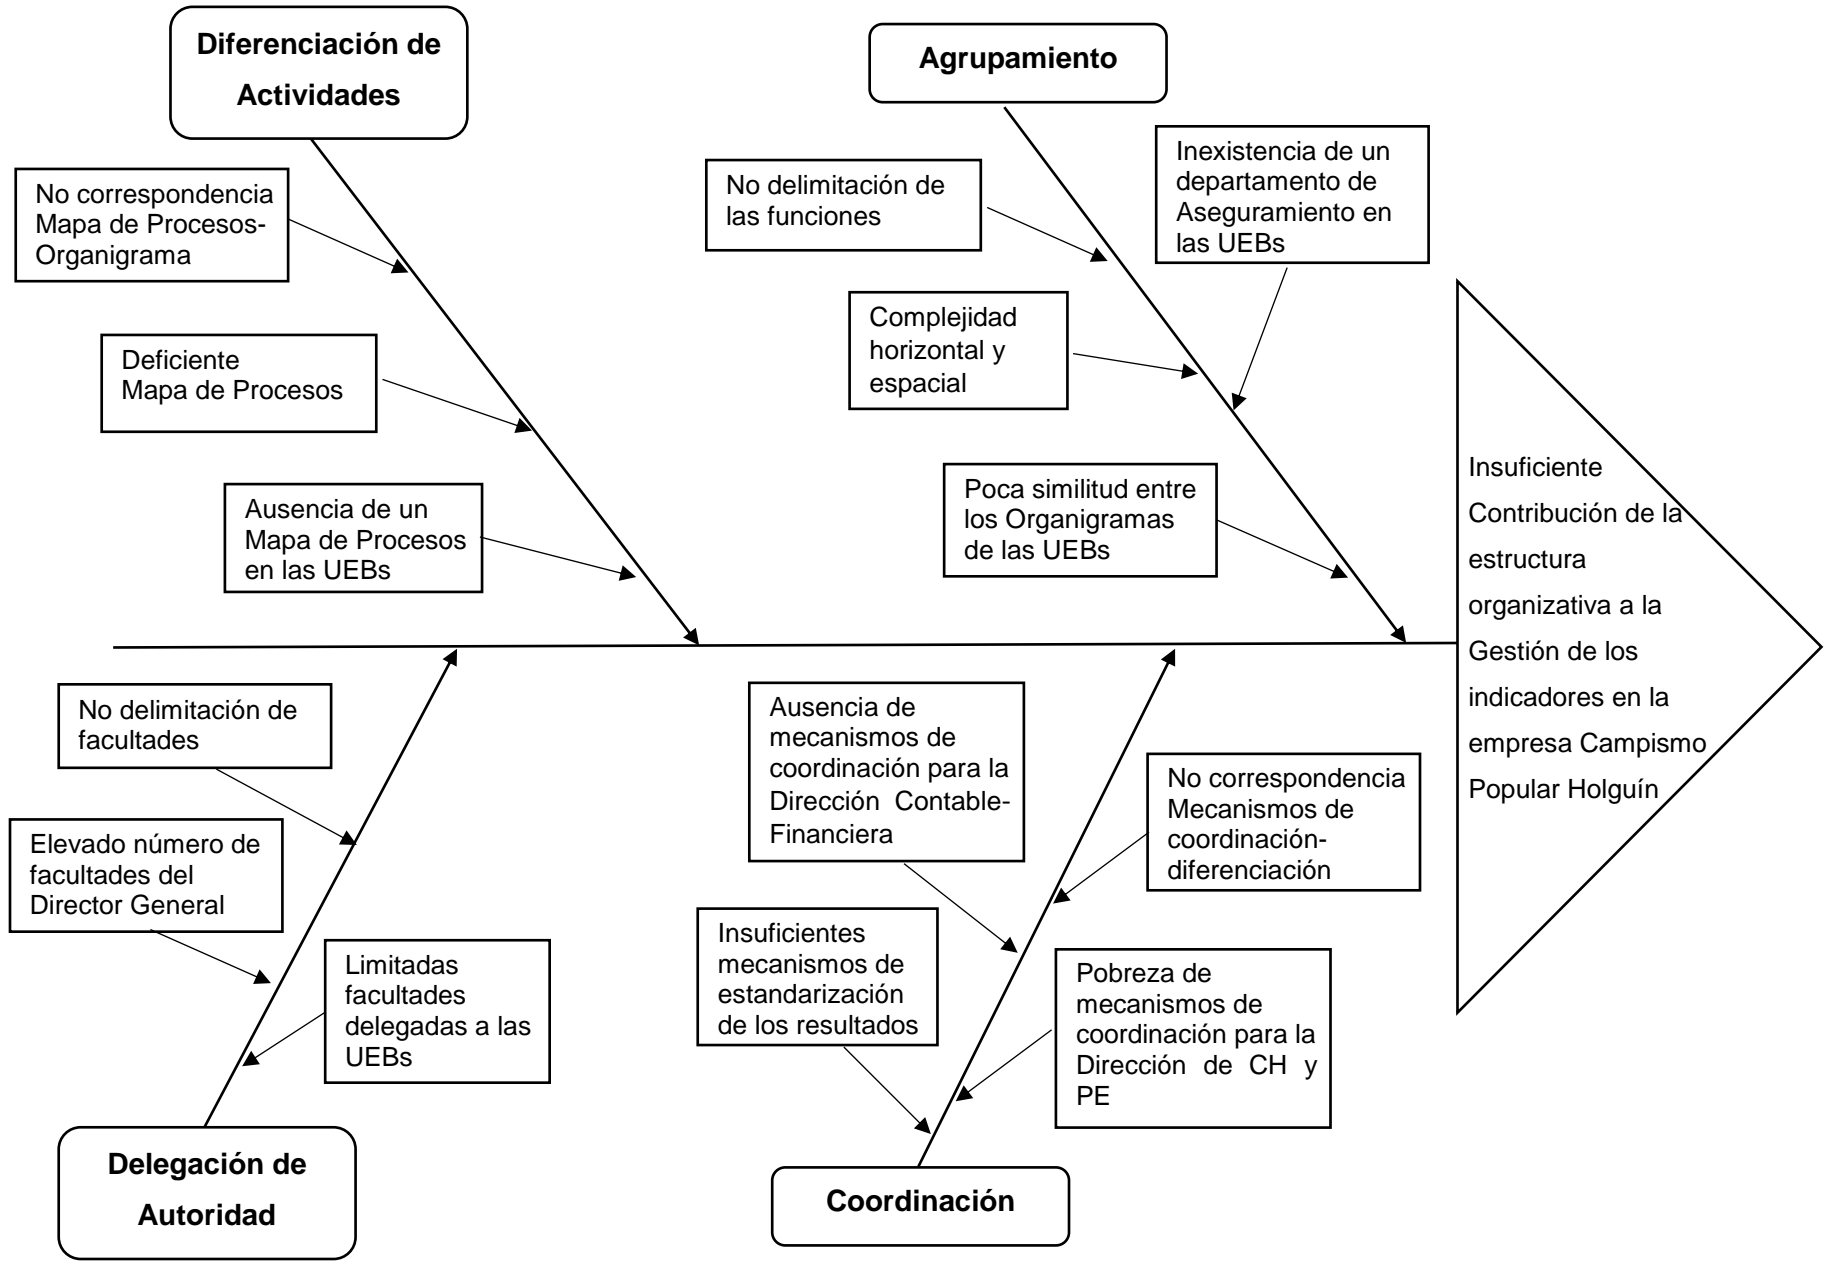 Diferenciación de
Actividades
Agrupamiento
No correspondencia
Mapa de Procesos-
Organigrama
Deficiente
Mapa de Procesos
Ausencia de un
Mapa de Procesos
en las UEBs
No delimitación de
las funciones
Inexistencia de un
departamento de
Aseguramiento en
las UEBs
Complejidad
horizontal y
espacial
Poca similitud entre
los Organigramas
de las UEBs
Insuficiente
Contribución de la
estructura
organizativa a la
Gestión de los
indicadores en la
empresa Campismo
Popular Holguín
No delimitación de
facultades
Elevado número de
facultades del
Director General
Limitadas
facultades
delegadas a las
UEBs
Ausencia de
mecanismos de
coordinación para la
Dirección Contable-
Financiera
No correspondencia
Mecanismos de
coordinación-
diferenciación
Insuficientes
mecanismos de
estandarización
de los resultados
Pobreza de
mecanismos de
coordinación para la
Dirección de CH y
PE
Delegación de
Autoridad
Coordinación